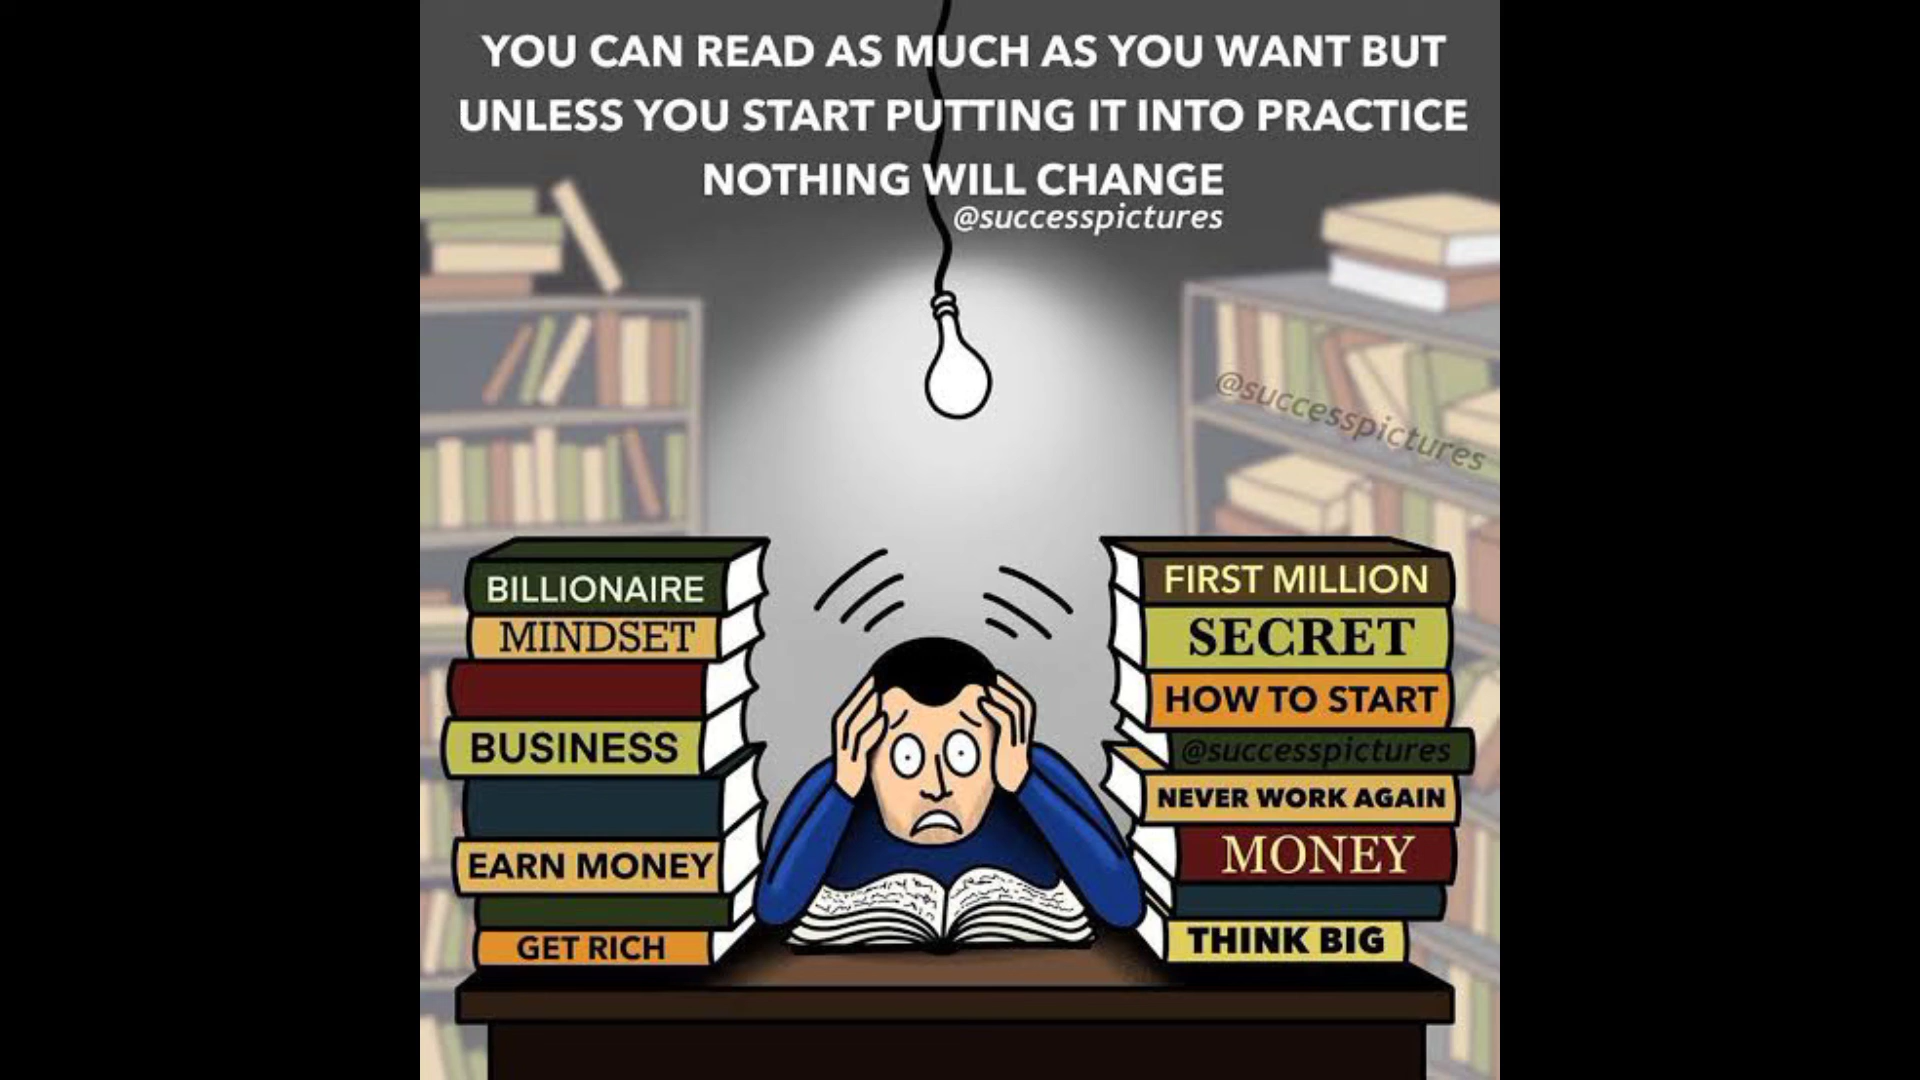 YOU CAN READ AS MUCH AS YOU WANT BUT
UNLESS YOU START PUTTING IT INTO PRACTICE
NOTHING WILL CHANGE
@successpictures
@successpictures
BILLIONAIRE
MINDSET
BUSINESS
EARN MONEY
GET RICH
FIRST MILLION
SECRET
HOW TO START
@successpictures
NEVER WORK AGAIN
MONEY
THINK BIG